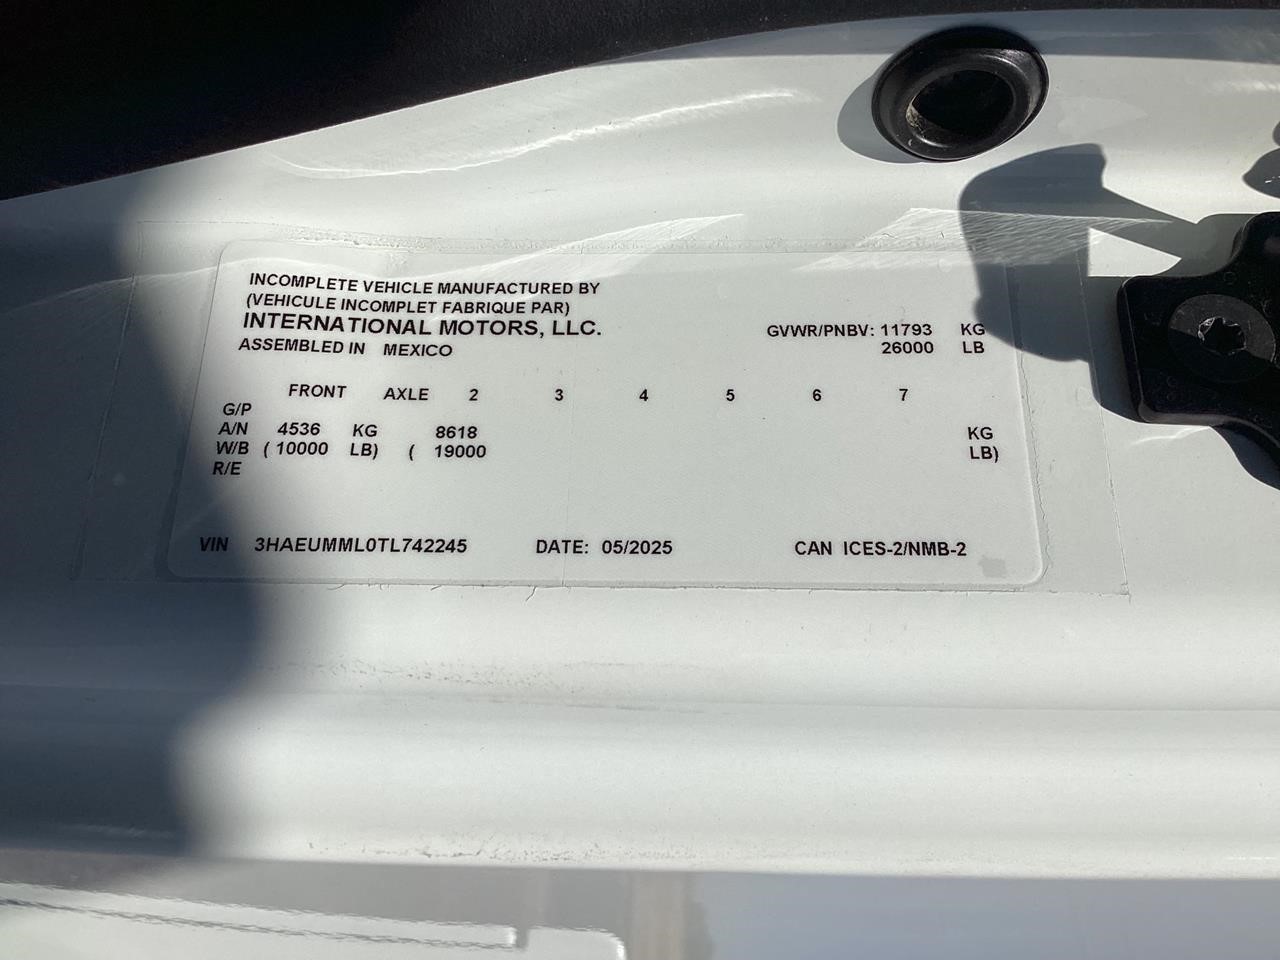 INCOMPLETE VEHICLE MANUFACTURED BY
(VEHICULE INCOMPLET FABRIQUE PAR)
INTERNATIONAL MOTORS, LLC.
ASSEMBLED IN MEXICO
GVWR/PNBV: 11793 KG
26000 LB
FRONT AXLE 2 3 4 5 6 7
G/P
A/N 4536 KG 8618 KG
W/B ( 10000 LB) ( 19000 LB)
R/E
VIN 3HAEUMML0TL742245 DATE: 05/2025 CAN ICES-2/NMB-2